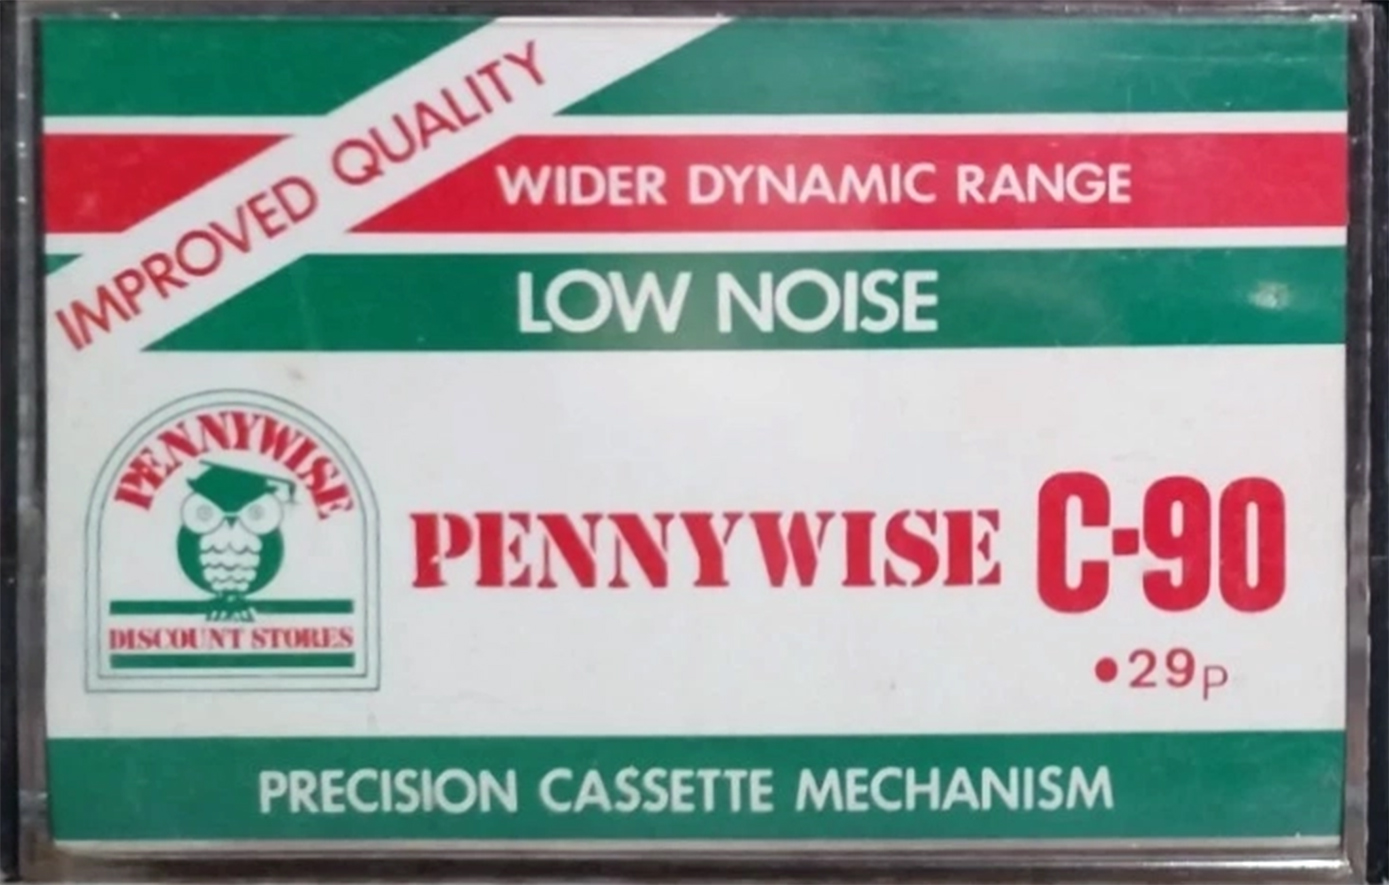 IMPROVED QUALITY
WIDER DYNAMIC RANGE
LOW NOISE
PENNYWISE
DISCOUNT STORES
PENNYWISE C-90
•29p
PRECISION CASSETTE MECHANISM